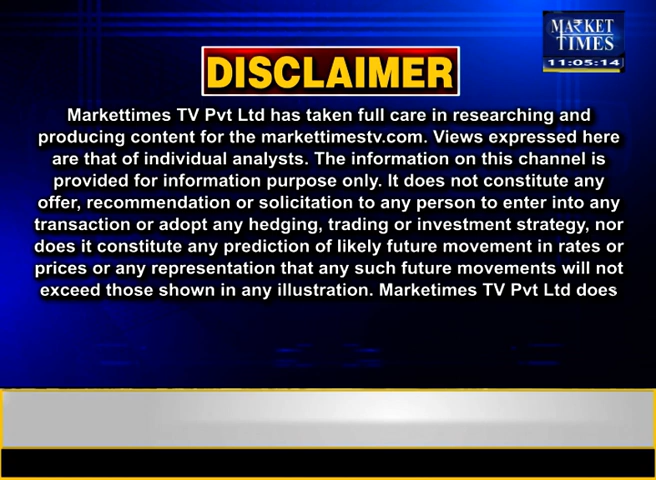 MARKET
TIMES
11:05:14
DISCLAIMER
Markettimes TV Pvt Ltd has taken full care in researching and
producing content for the markettimestv.com. Views expressed here
are that of individual analysts. The information on this channel is
provided for information purpose only. It does not constitute any
offer, recommendation or solicitation to any person to enter into any
transaction or adopt any hedging, trading or investment strategy, nor
does it constitute any prediction of likely future movement in rates or
prices or any representation that any such future movements will not
exceed those shown in any illustration. Marketimes TV Pvt Ltd does